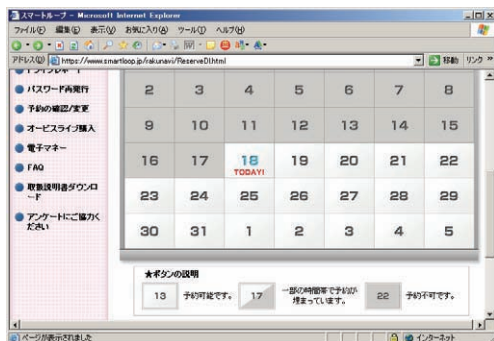 スマートループ - Microsoft Internet Explorer
ファイル(F) 編集(E) 表示(V) お気に入り(A) ツール(T) ヘルプ(H)
アドレス(D) https://www.smartloop.jp/rakunavi/ReserveD1.html 移動 リンク »
パスワード再発行
予約の確認/変更
オービスライブ購入
電子マネー
FAQ
取扱説明書ダウンロ
ード
アンケートにご協力く
ださい
2 3 4 5 6 7 8
9 10 11 12 13 14 15
16 17 18 19 20 21 22
TODAY!
23 24 25 26 27 28 29
30 31 1 2 3 4 5
★ボタンの説明
13 予約可能です。 17 一部の時間帯で予約が
埋まっています。 22 予約不可です。
ページが表示されました インターネット